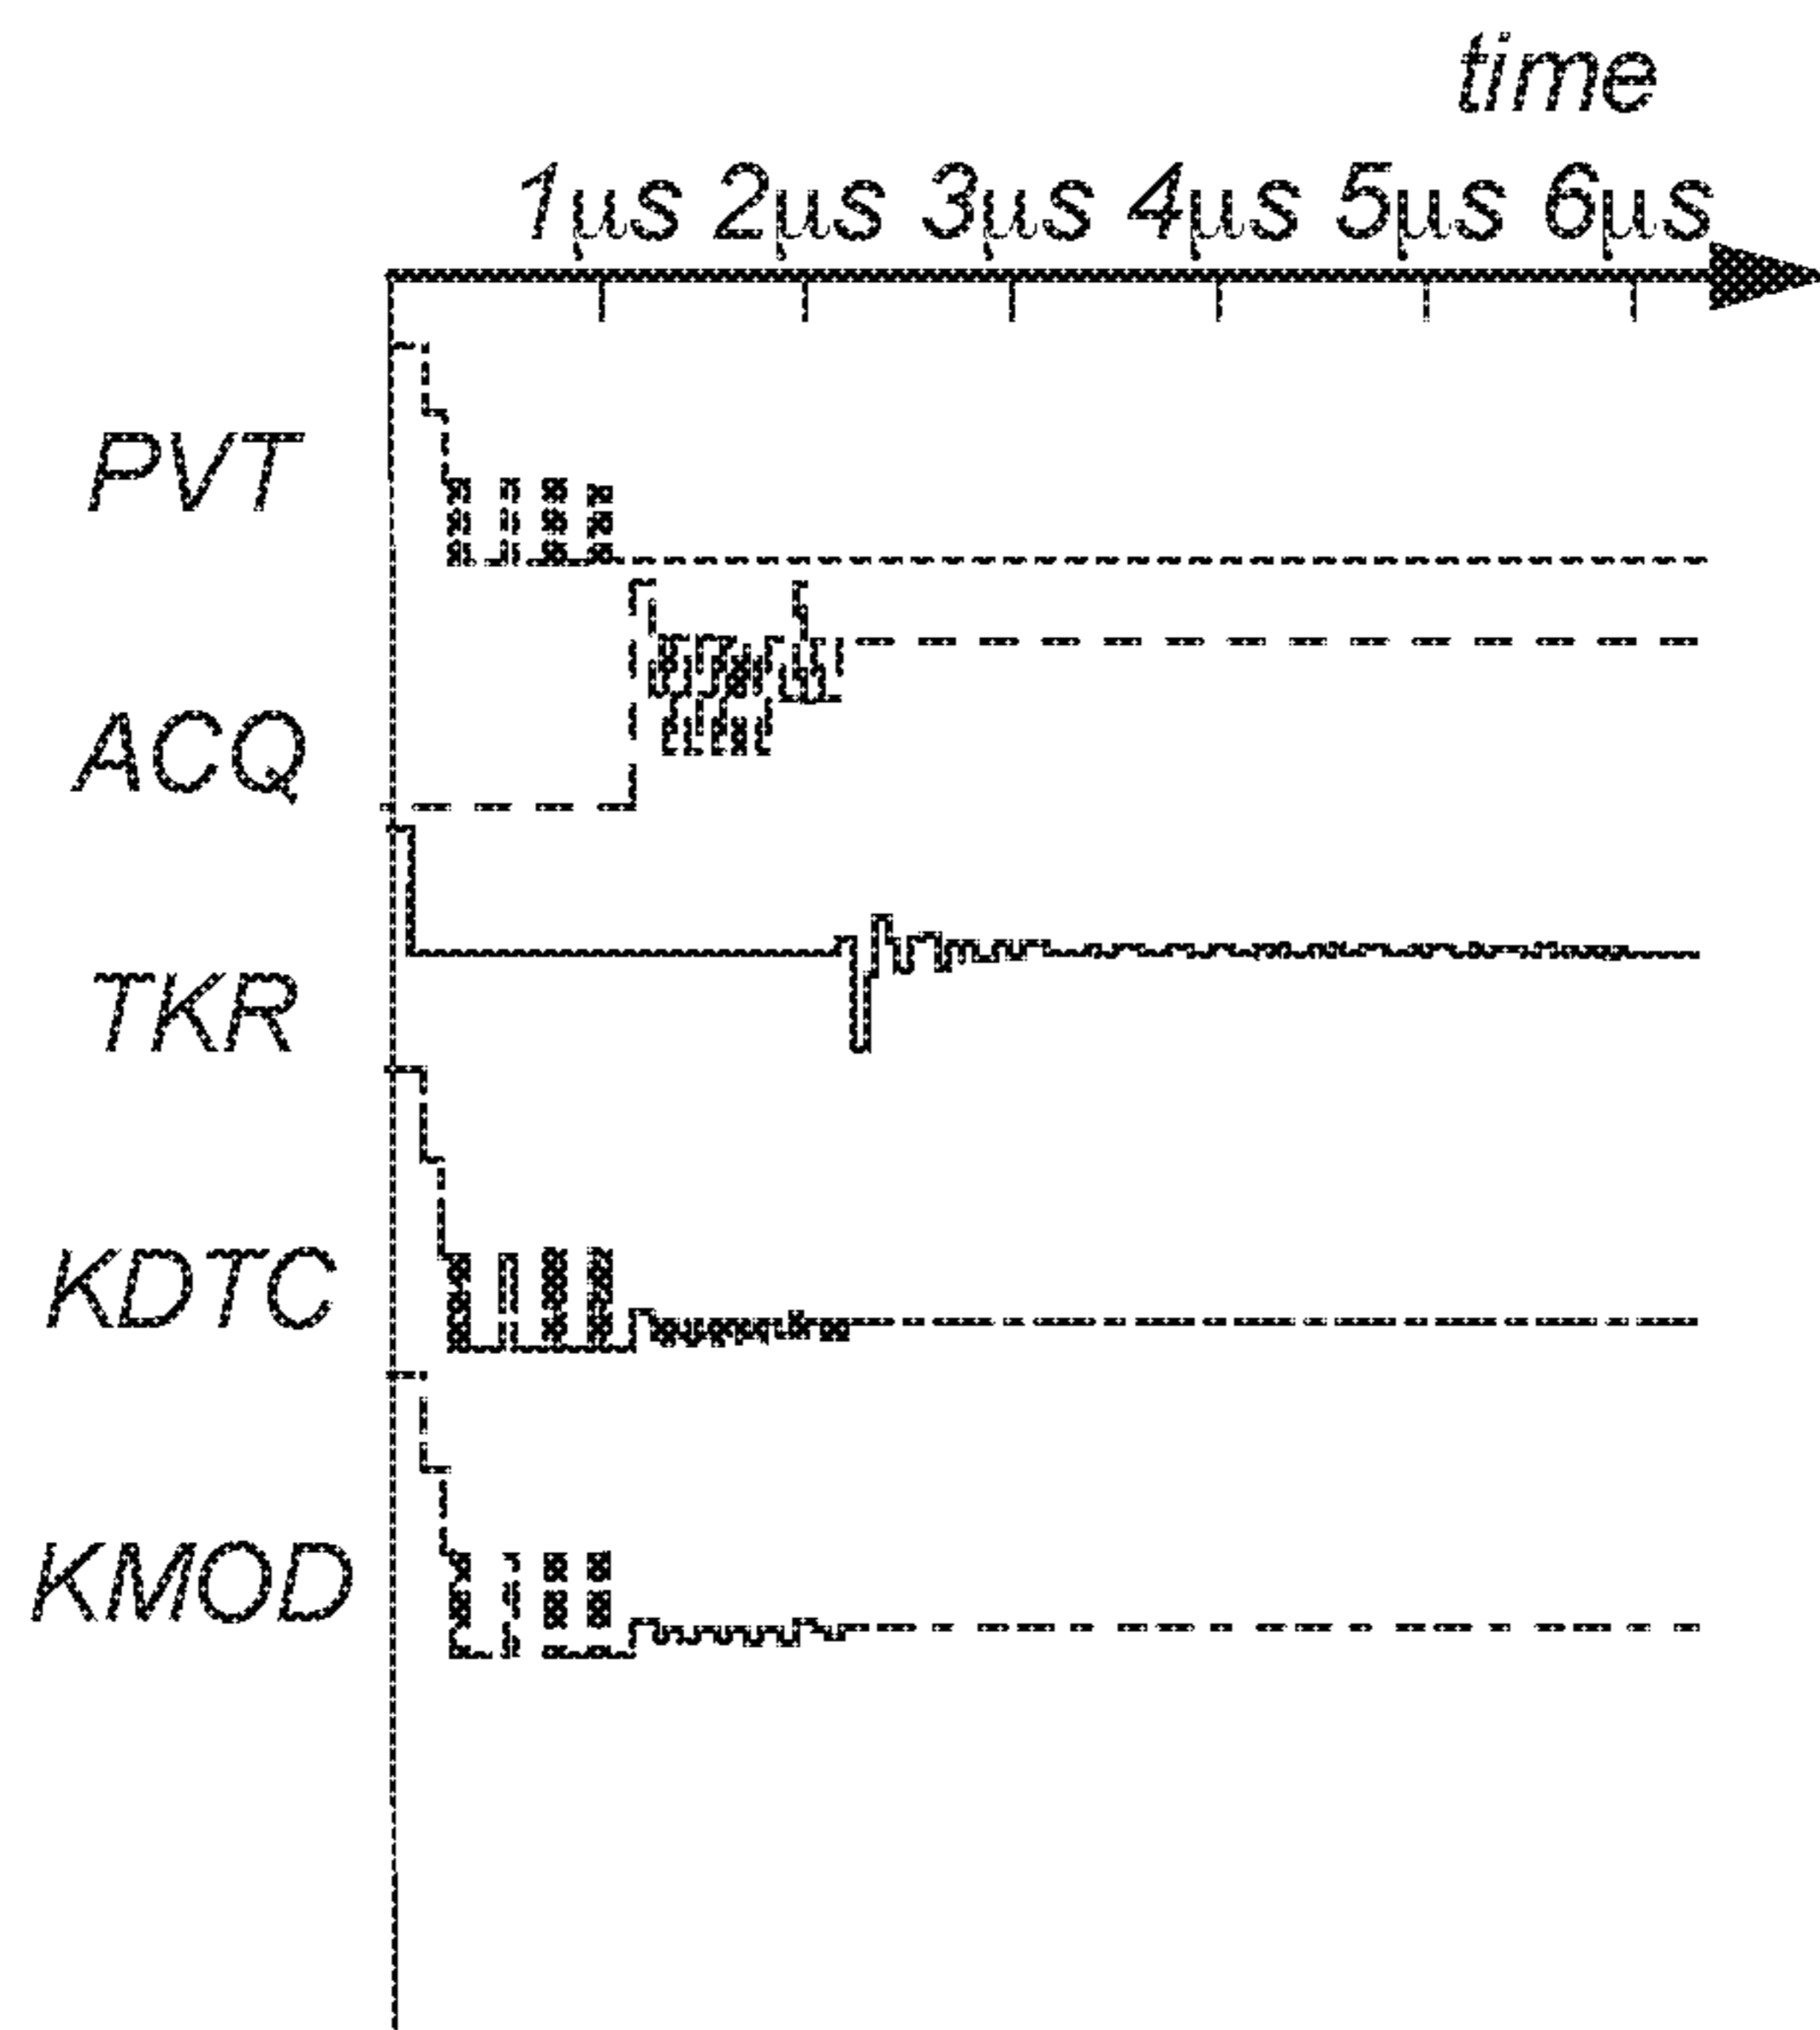 time
1μs 2μs 3μs 4μs 5μs 6μs
PVT
ACQ
TKR
KDTC
KMOD